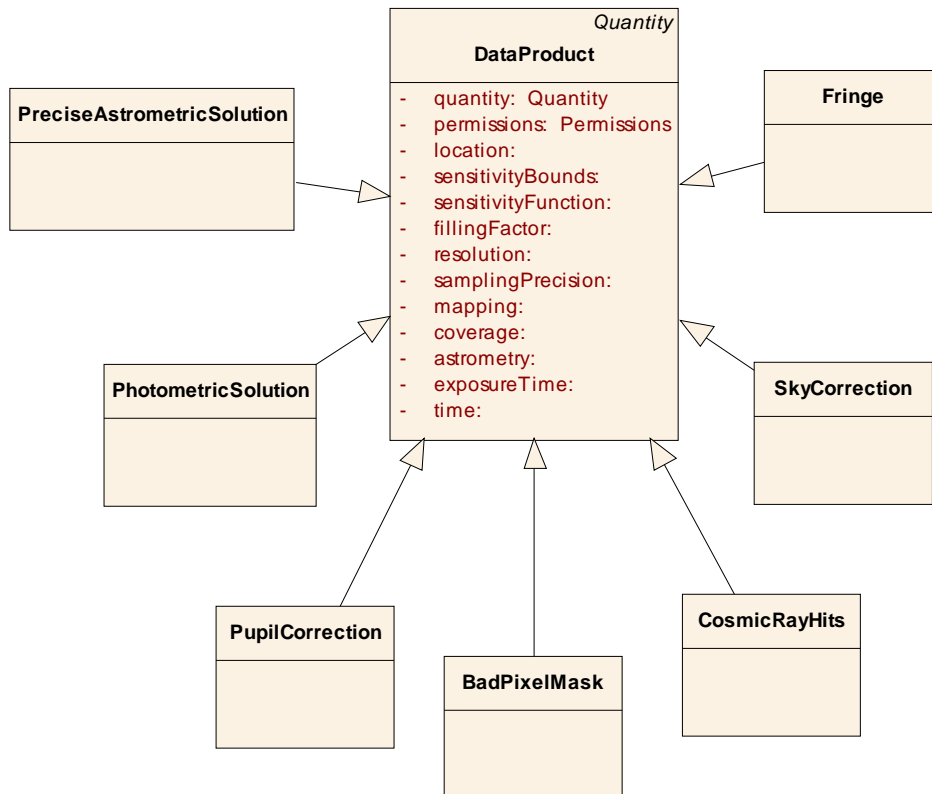 Quantity
DataProduct
- quantity: Quantity
- permissions: Permissions
- location:
- sensitivityBounds:
- sensitivityFunction:
- fillingFactor:
- resolution:
- samplingPrecision:
- mapping:
- coverage:
- astrometry:
- exposureTime:
- time:
PreciseAstrometricSolution
Fringe
PhotometricSolution
SkyCorrection
PupilCorrection
BadPixelMask
CosmicRayHits